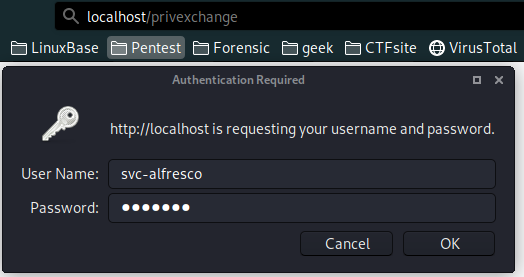 localhost/privexchange
LinuxBase Pentest Forensic geek CTFsite VirusTotal
Authentication Required
http://localhost is requesting your username and password.
User Name: svc-alfresco
Password: ●●●●●●●
Cancel OK